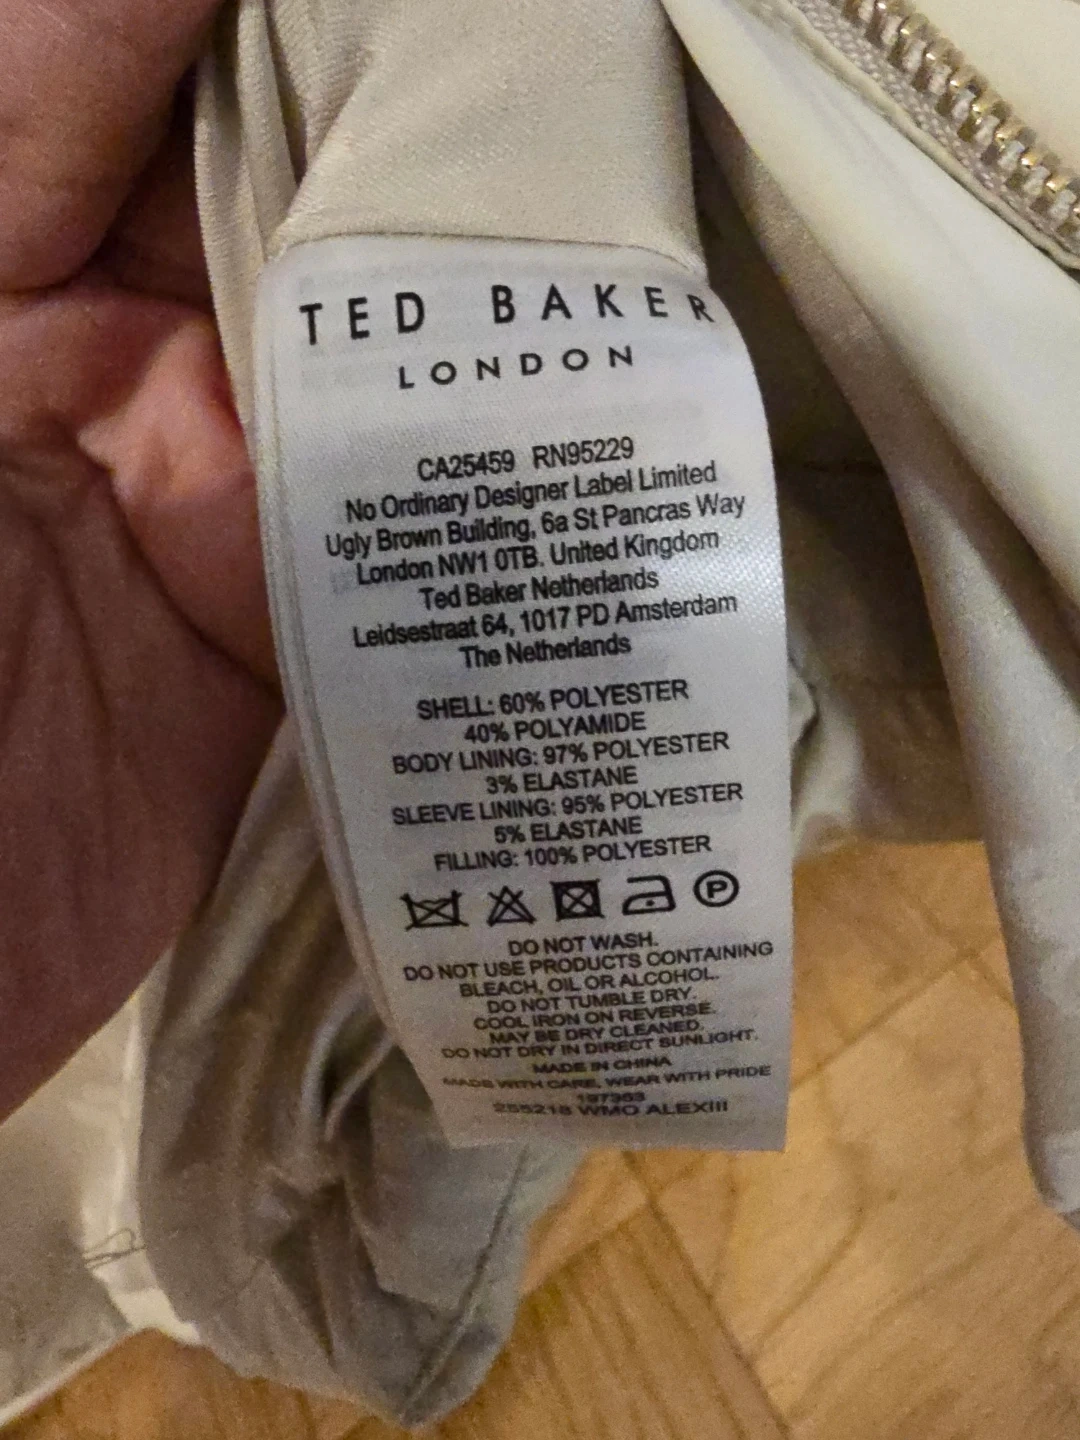 TED BAKER
LONDON
CA25459 RN95229
No Ordinary Designer Label Limited
Ugly Brown Building, 6a St Pancras Way
London NW1 0TB. United Kingdom
Ted Baker Netherlands
Leidsestraat 64, 1017 PD Amsterdam
The Netherlands
SHELL: 60% POLYESTER
40% POLYAMIDE
BODY LINING: 97% POLYESTER
3% ELASTANE
SLEEVE LINING: 95% POLYESTER
5% ELASTANE
FILLING: 100% POLYESTER
P
DO NOT WASH.
DO NOT USE PRODUCTS CONTAINING
BLEACH, OIL OR ALCOHOL.
DO NOT TUMBLE DRY.
COOL IRON ON REVERSE.
MAY BE DRY CLEANED.
DO NOT DRY IN DIRECT SUNLIGHT.
MADE IN CHINA
MADE WITH CARE, WEAR WITH PRIDE
197363
255218 WMO ALEXIII